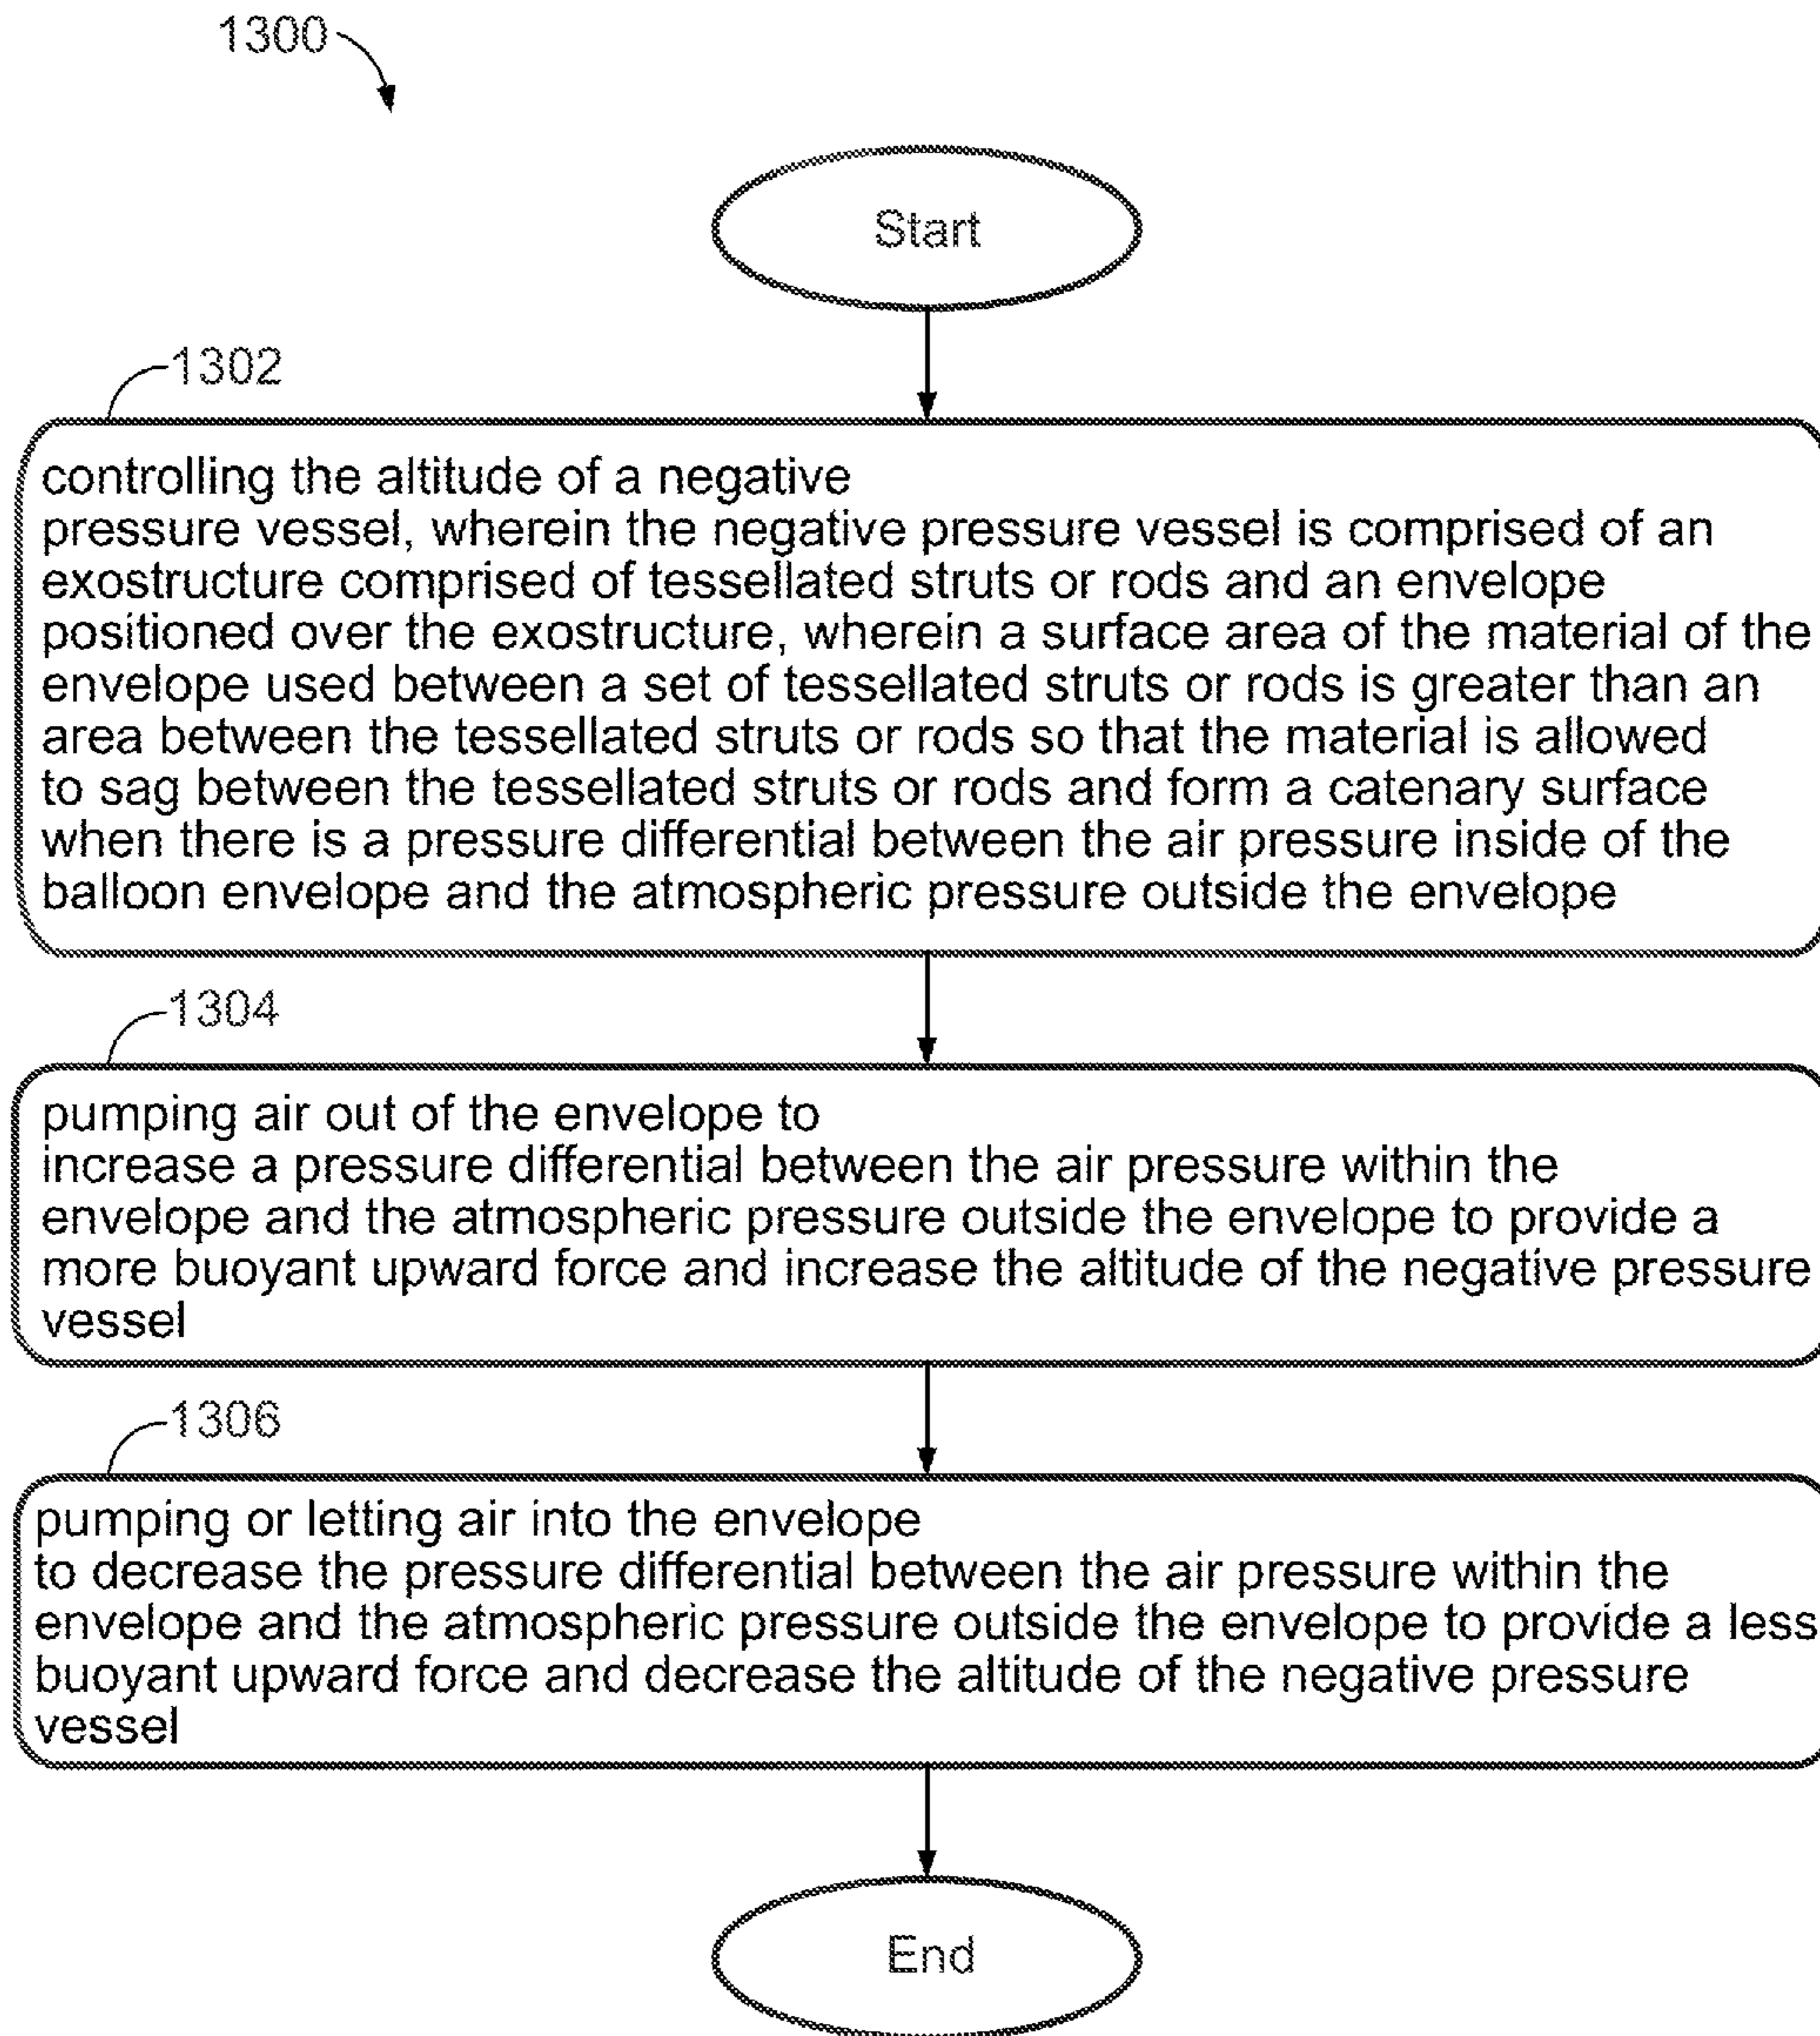 1300
Start
1302
controlling the altitude of a negative
pressure vessel, wherein the negative pressure vessel is comprised of an
exostructure comprised of tessellated struts or rods and an envelope
positioned over the exostructure, wherein a surface area of the material of the
envelope used between a set of tessellated struts or rods is greater than an
area between the tessellated struts or rods so that the material is allowed
to sag between the tessellated struts or rods and form a catenary surface
when there is a pressure differential between the air pressure inside of the
balloon envelope and the atmospheric pressure outside the envelope
1304
pumping air out of the envelope to
increase a pressure differential between the air pressure within the
envelope and the atmospheric pressure outside the envelope to provide a
more buoyant upward force and increase the altitude of the negative pressure
vessel
1306
pumping or letting air into the envelope
to decrease the pressure differential between the air pressure within the
envelope and the atmospheric pressure outside the envelope to provide a less
buoyant upward force and decrease the altitude of the negative pressure
vessel
End